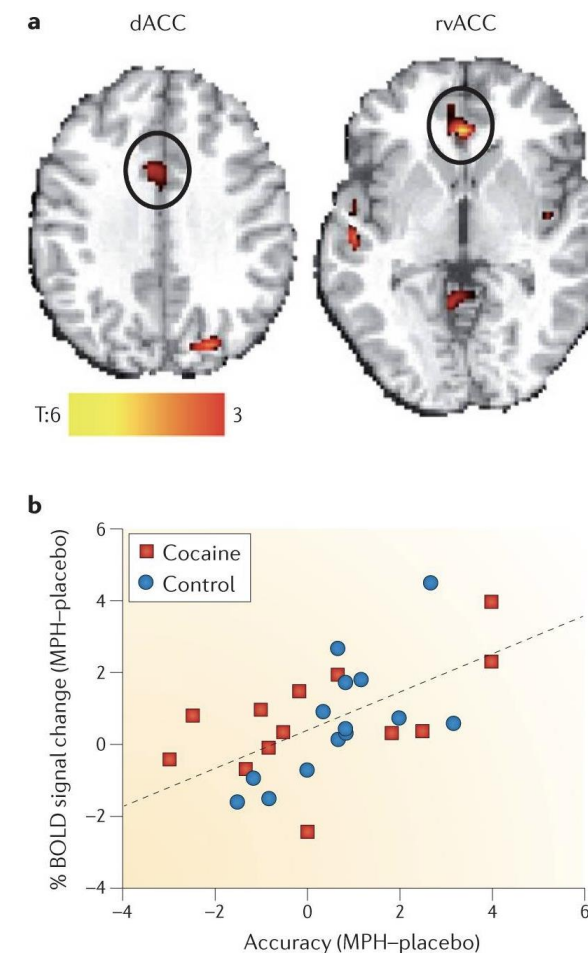 a
dACC rvACC
T:6 3
b
% BOLD signal change (MPH–placebo)
6
4
2
0
−2
−4
Cocaine
Control
−4 −2 0 2 4 6
Accuracy (MPH–placebo)